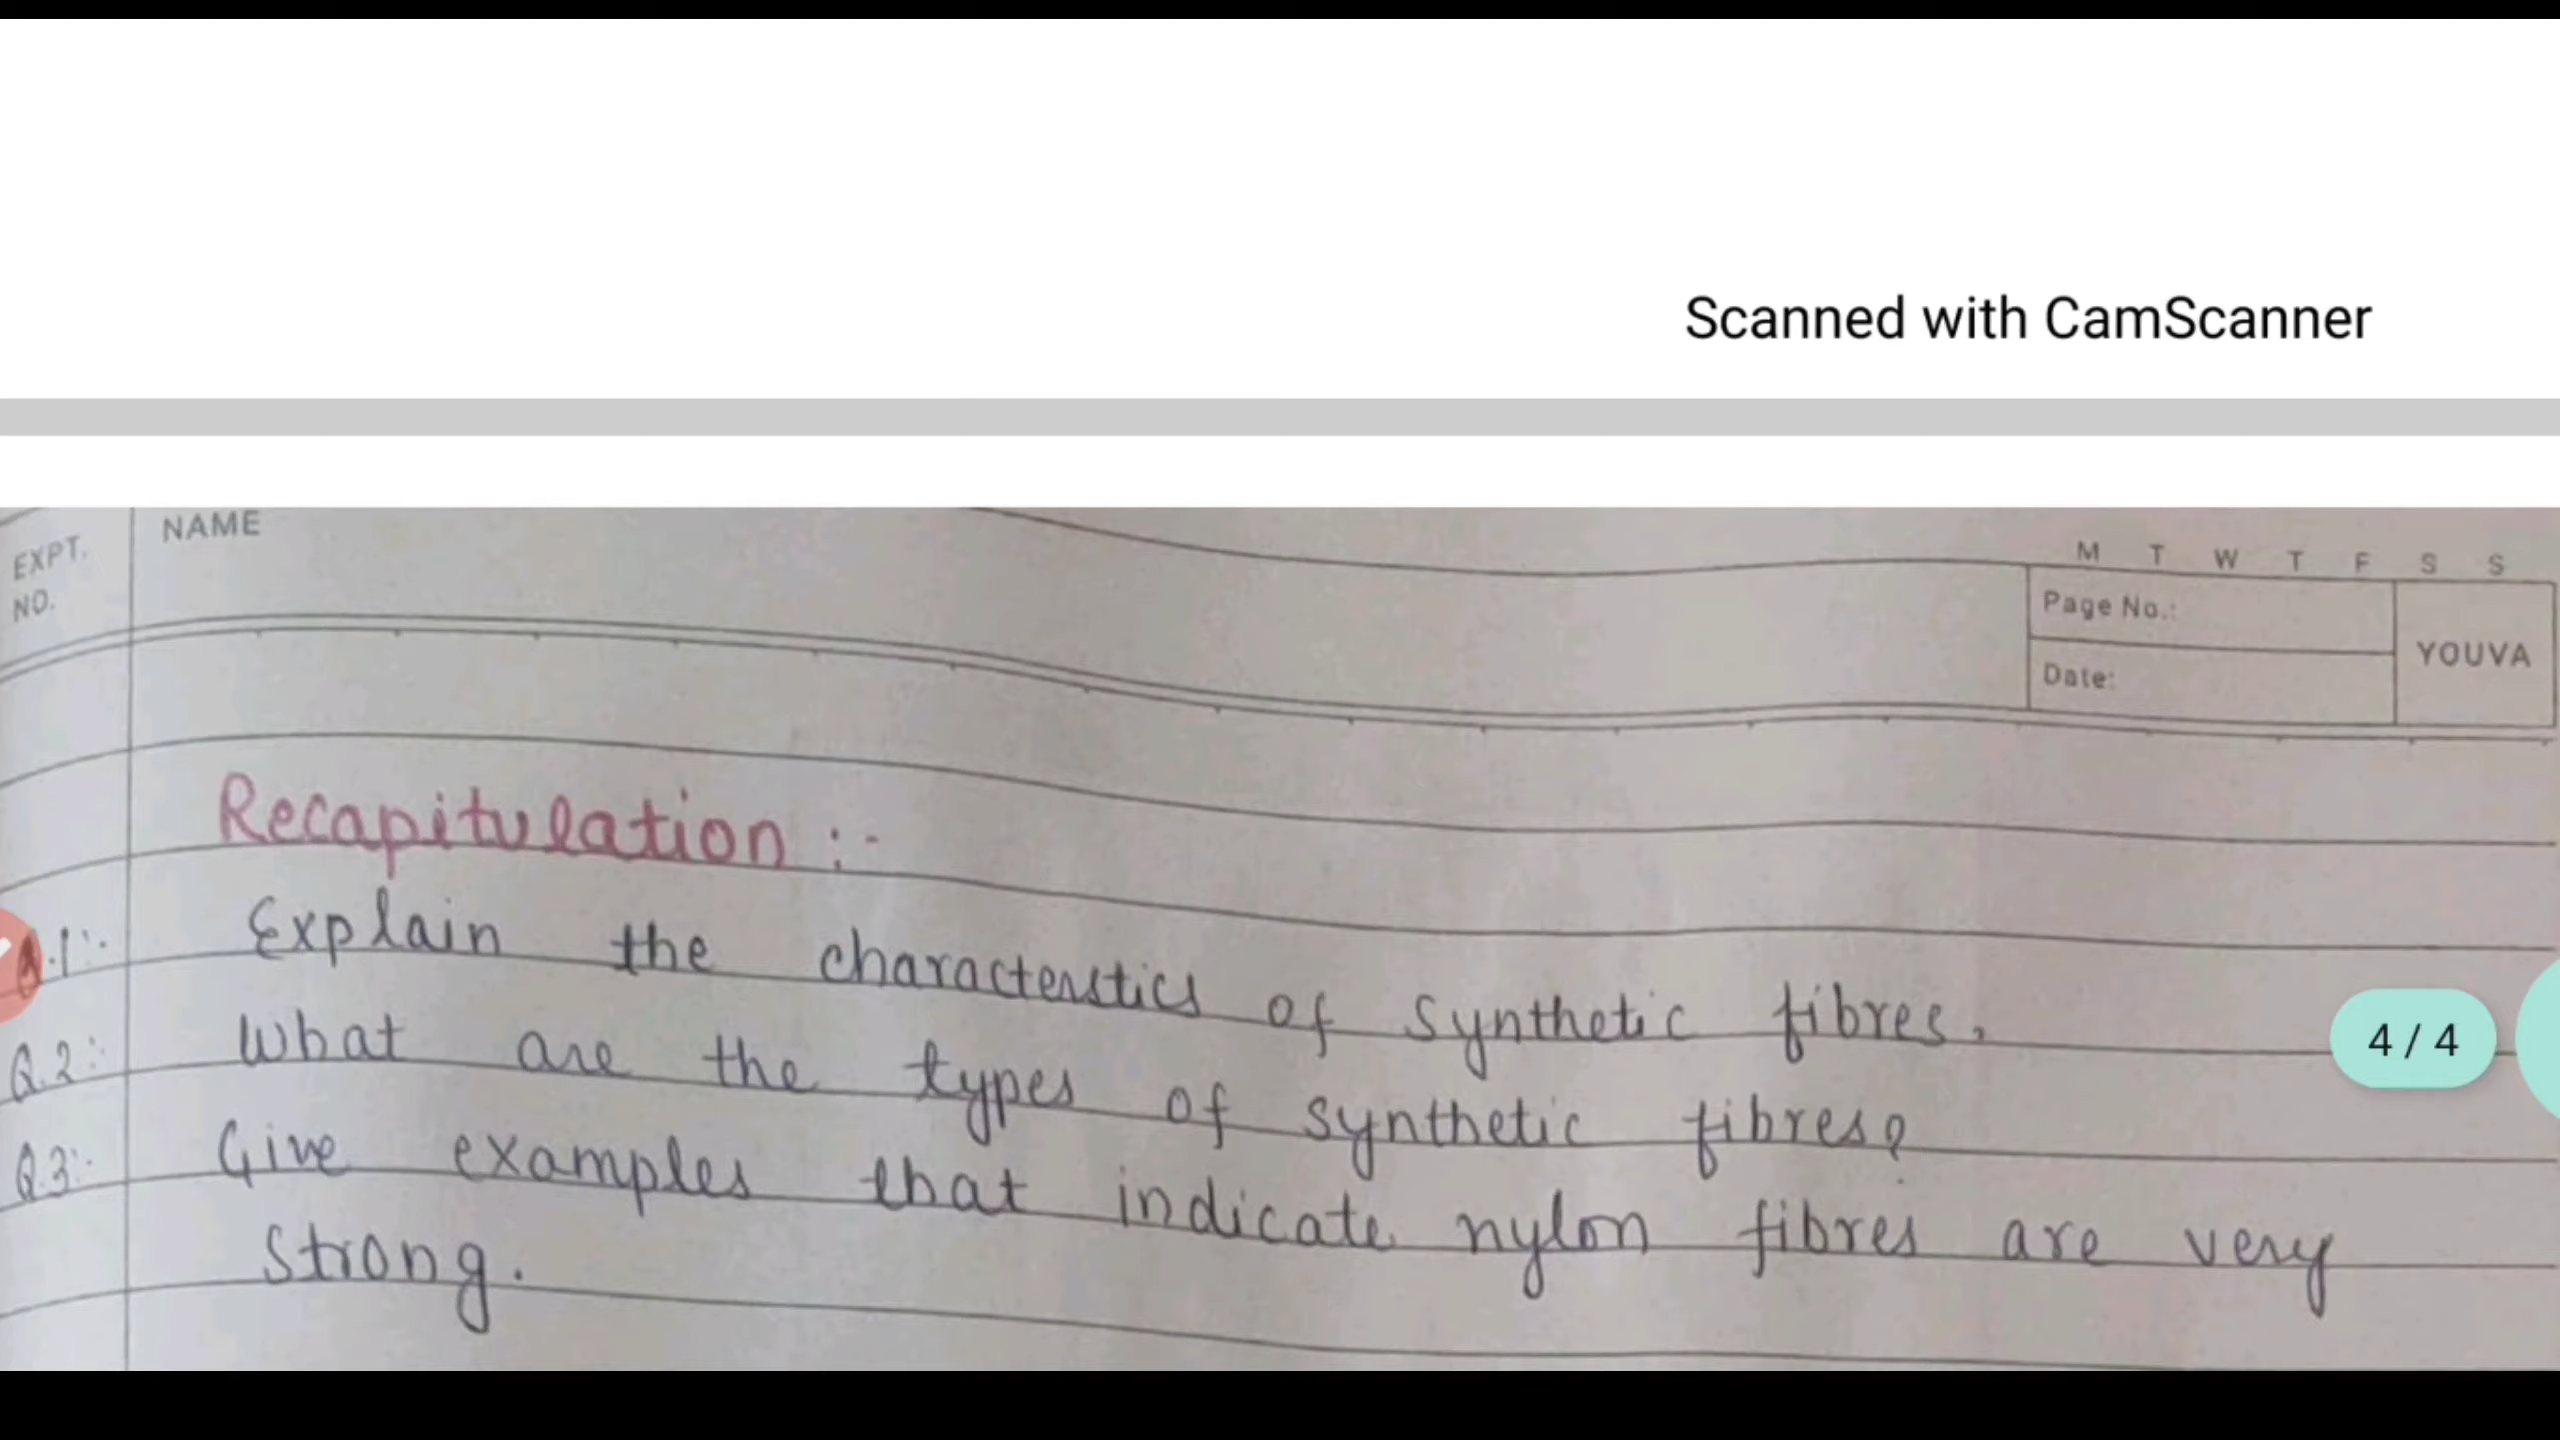 Scanned with CamScanner
EXPT. NO.
NAME
M T W T F S S
Page No.:
Date:
YOUVA
Recapitulation :-
Q.1:- Explain the characterstics of synthetic fibres.
4 / 4
Q.2:- What are the types of synthetic fibres?
Q.3:- Give examples that indicate nylon fibres are very
strong.